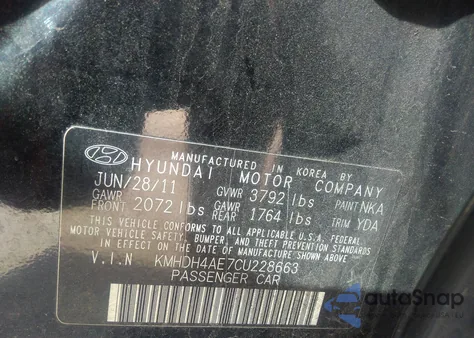 MANUFACTURED IN KOREA BY
HYUNDAI MOTOR COMPANY
JUN/28/11 GVWR 3792 lbs PAINT NKA
GAWR FRONT 2072 lbs GAWR REAR 1764 lbs TRIM YDA
THIS VEHICLE CONFORMS TO ALL APPLICABLE U.S.A. FEDERAL
MOTOR VEHICLE SAFETY, BUMPER, AND THEFT PREVENTION STANDARDS
IN EFFECT ON THE DATE OF MANUFACTURE SHOWN ABOVE.
V.I.N KMHDH4AE7CU228663
PASSENGER CAR
autoSnap